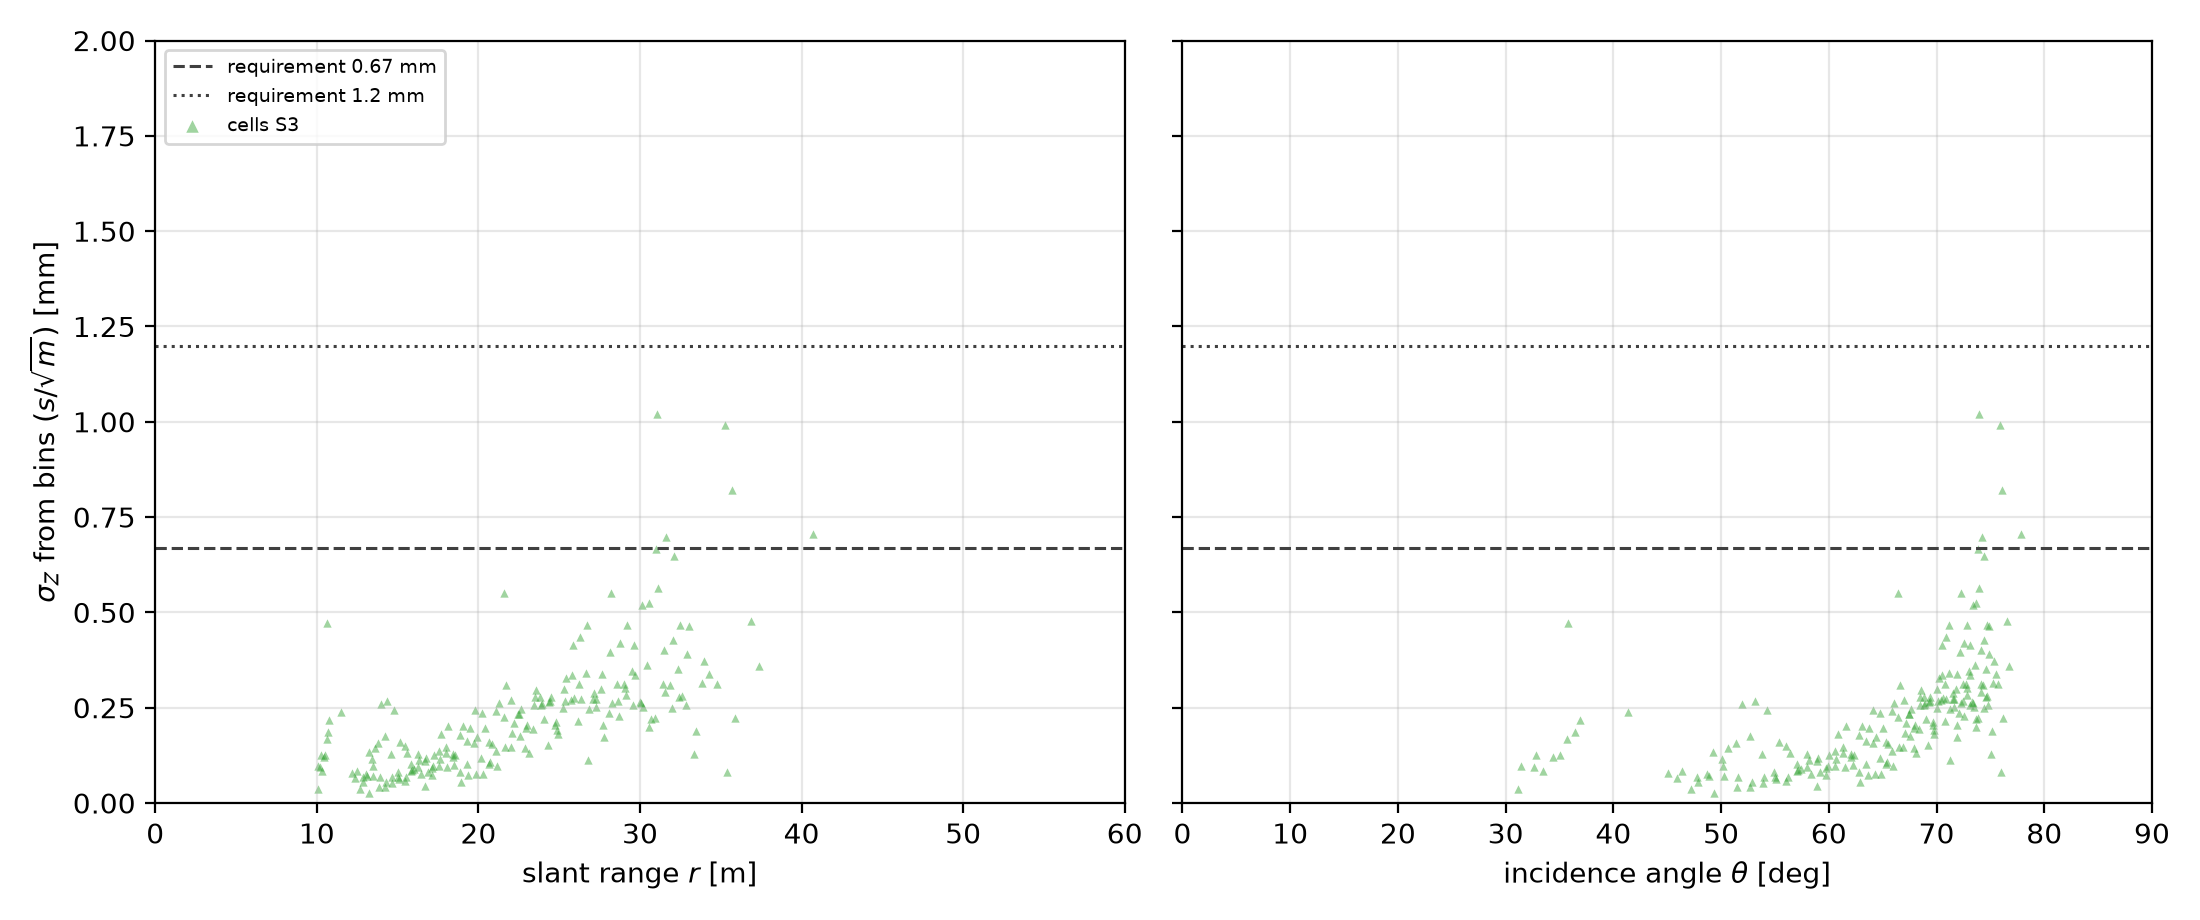 2.00
1.75
1.50
1.25
1.00
0.75
0.50
0.25
0.00
σz from bins (s/√m) [mm]
requirement 0.67 mm
requirement 1.2 mm
cells S3
0 10 20 30 40 50 60
slant range r [m]
0 10 20 30 40 50 60 70 80 90
incidence angle θ [deg]